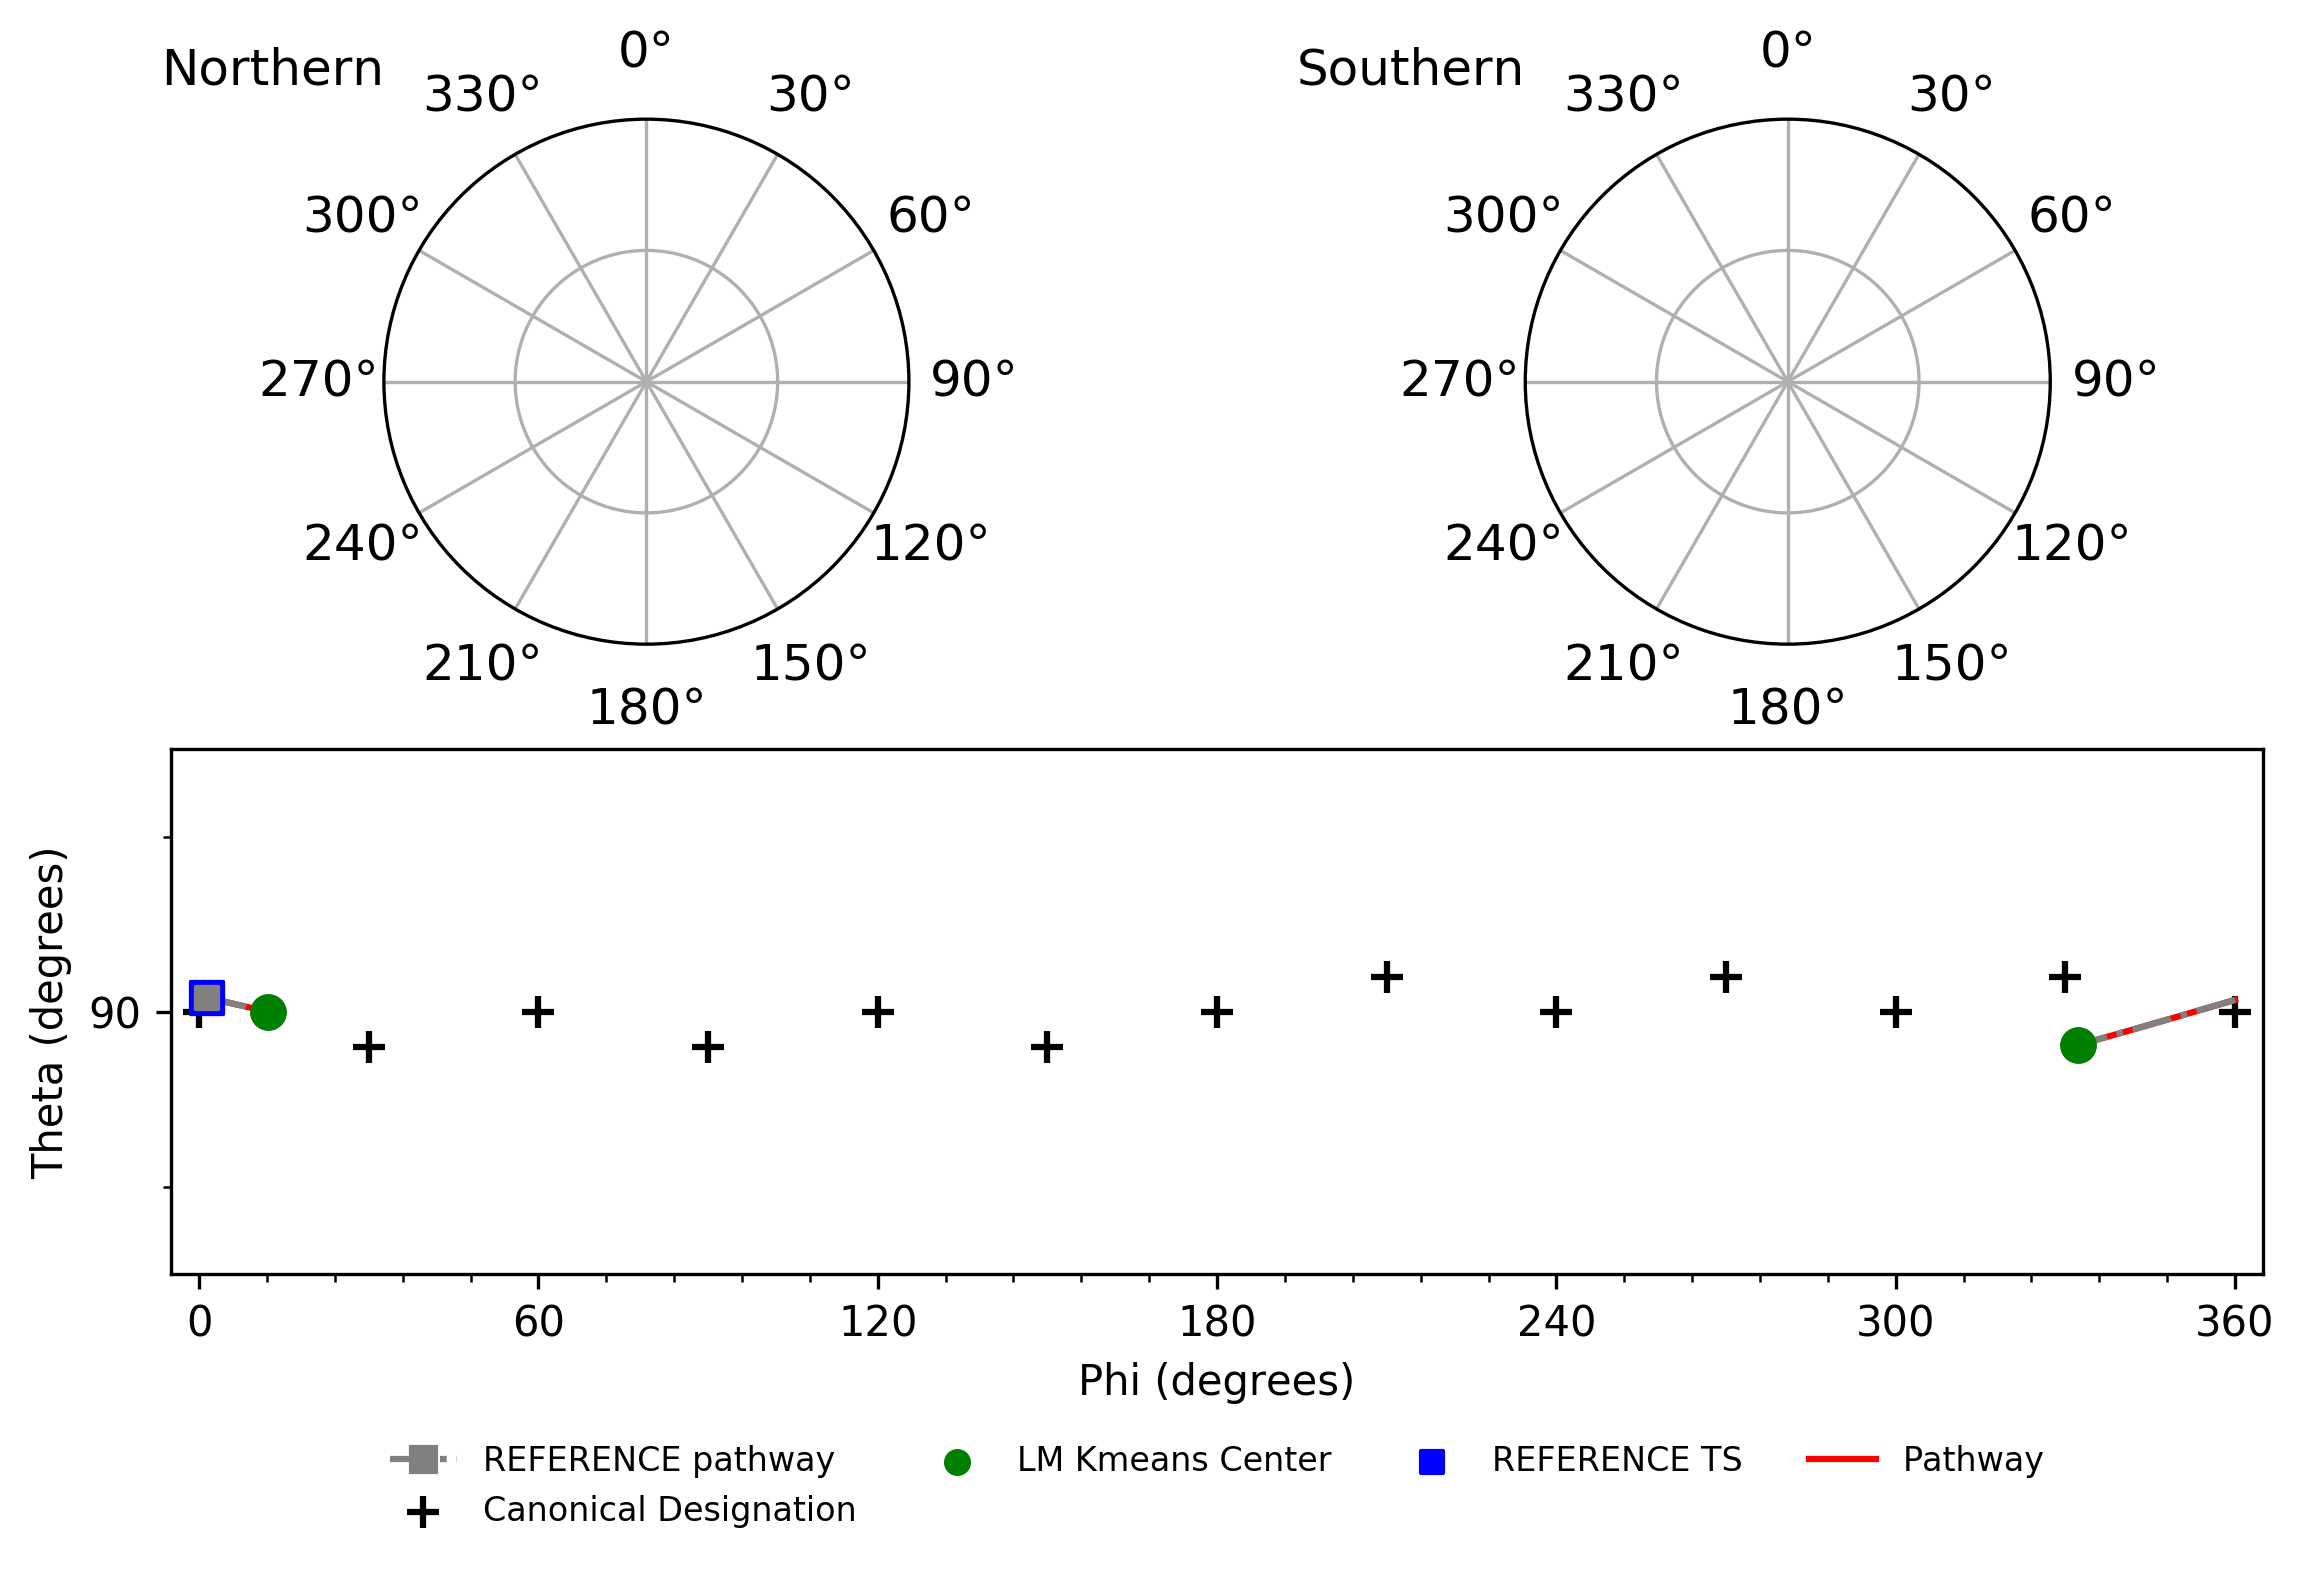 Northern
0°
30°
60°
90°
120°
150°
180°
210°
240°
270°
300°
330°
Southern
0°
30°
60°
90°
120°
150°
180°
210°
240°
270°
300°
330°
Theta (degrees)
90
0 60 120 180 240 300 360
Phi (degrees)
REFERENCE pathway
Canonical Designation
LM Kmeans Center
REFERENCE TS
Pathway